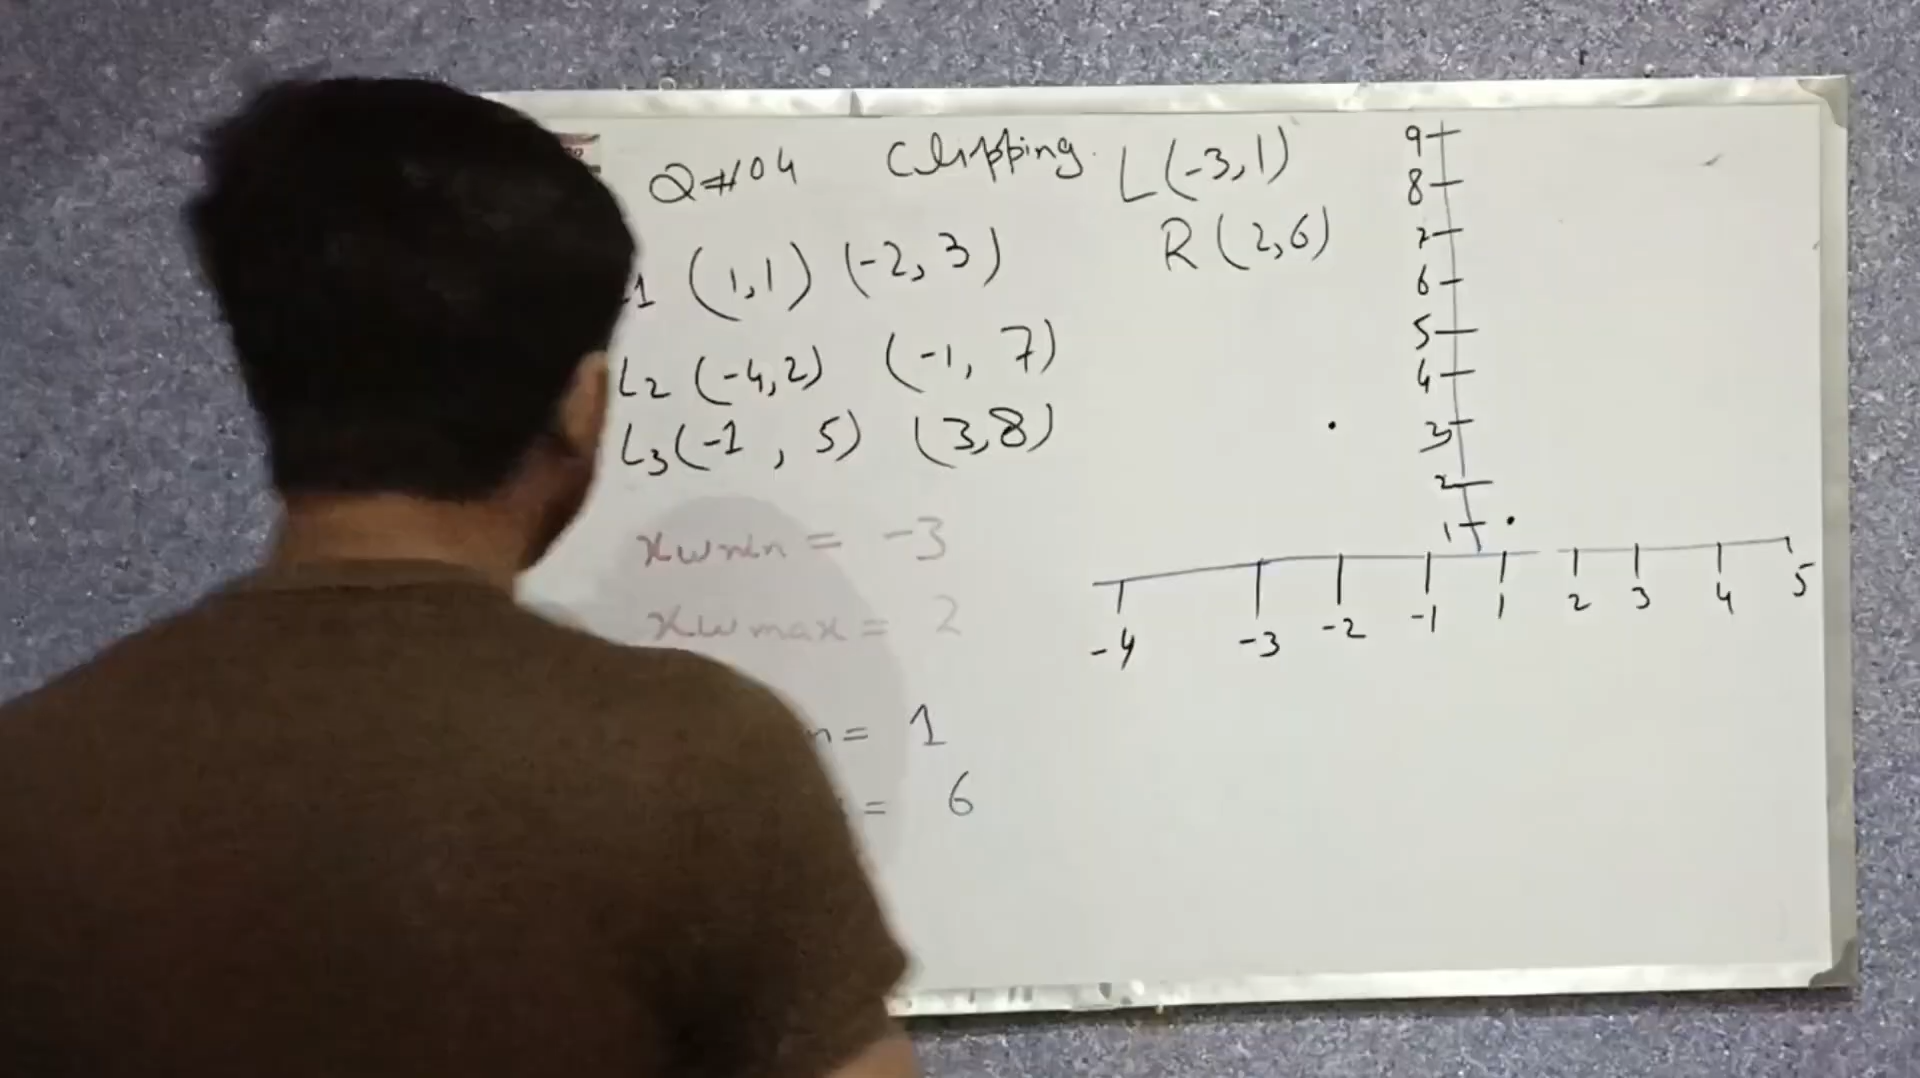 Q#04 Clipping.
L(-3,1)
R(2,6)
1 (1,1) (-2,3)
L2 (-4,2) (-1, 7)
L3(-1, 5) (3,8)
xwmin = -3
xwmax = 2
n= 1
= 6
9
8
7
6
5
4
3
2
1
-4 -3 -2 -1 1 2 3 4 5